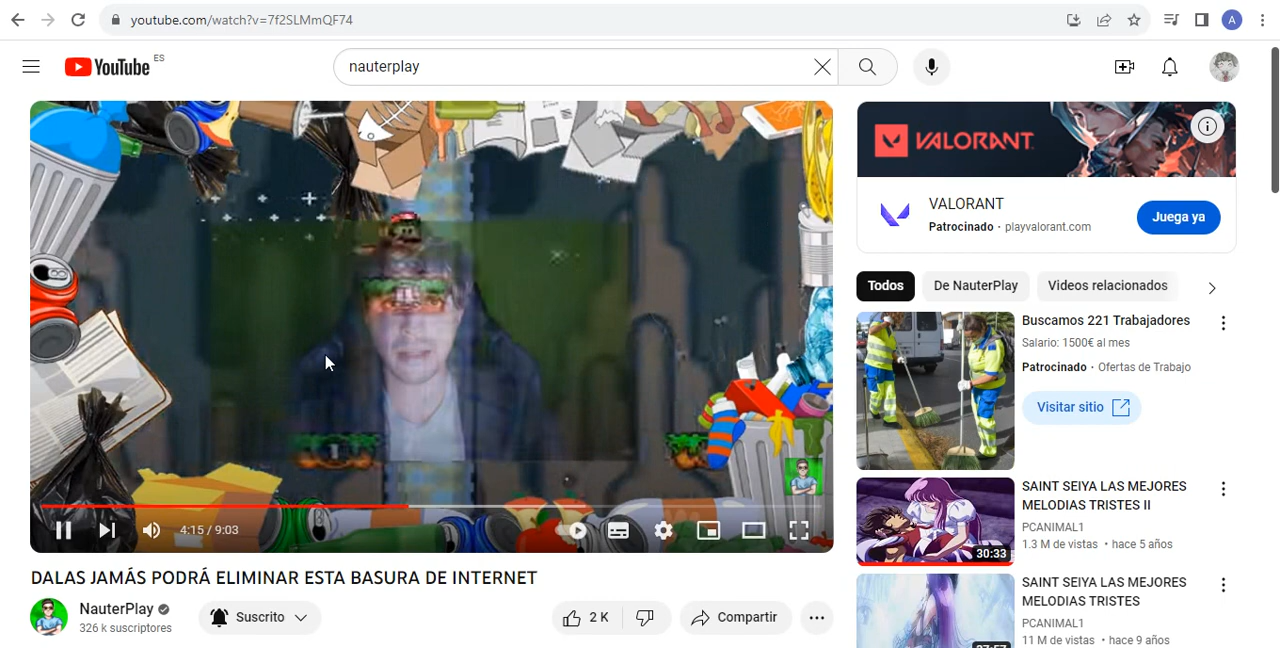 youtube.com/watch?v=7f2SLMmQF74
A
YouTube ES
nauterplay
VALORANT
VALORANT
Patrocinado · playvalorant.com
Juega ya
Todos
De NauterPlay
Videos relacionados
Buscamos 221 Trabajadores
Salario: 1500€ al mes
Patrocinado · Ofertas de Trabajo
Visitar sitio
SAINT SEIYA LAS MEJORES
MELODIAS TRISTES II
PCANIMAL1
1.3 M de vistas • hace 5 años
30:33
SAINT SEIYA LAS MEJORES
MELODIAS TRISTES
PCANIMAL1
11 M de vistas • hace 9 años
4:15 / 9:03
DALAS JAMÁS PODRÁ ELIMINAR ESTA BASURA DE INTERNET
NauterPlay
326 k suscriptores
Suscrito
2 K
Compartir